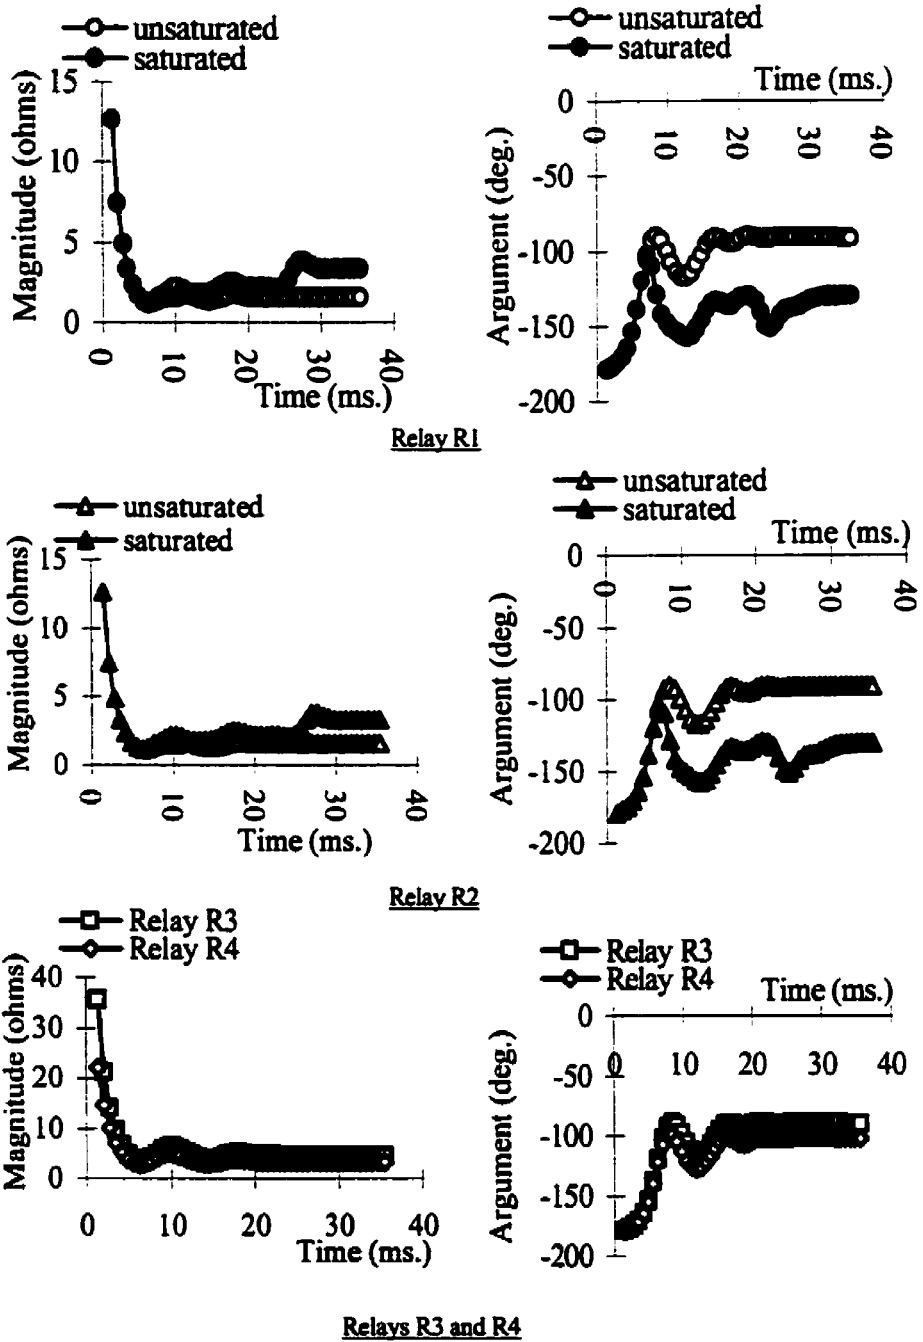 unsaturated
saturated
Magnitude (ohms)
15
10
5
0
0
10
20
30
40
Time (ms.)
unsaturated
saturated
Time (ms.)
Argument (deg.)
0
-50
-100
-150
-200
0
10
20
30
40
Relay R1
unsaturated
saturated
Magnitude (ohms)
15
10
5
0
0
10
20
30
40
Time (ms.)
unsaturated
saturated
Time (ms.)
Argument (deg.)
0
-50
-100
-150
-200
0
10
20
30
40
Relay R2
Relay R3
Relay R4
Magnitude (ohms)
40
30
20
10
0
0
10
20
30
40
Time (ms.)
Relay R3
Relay R4
Time (ms.)
Argument (deg.)
0
-50
-100
-150
-200
0
10
20
30
40
Relays R3 and R4